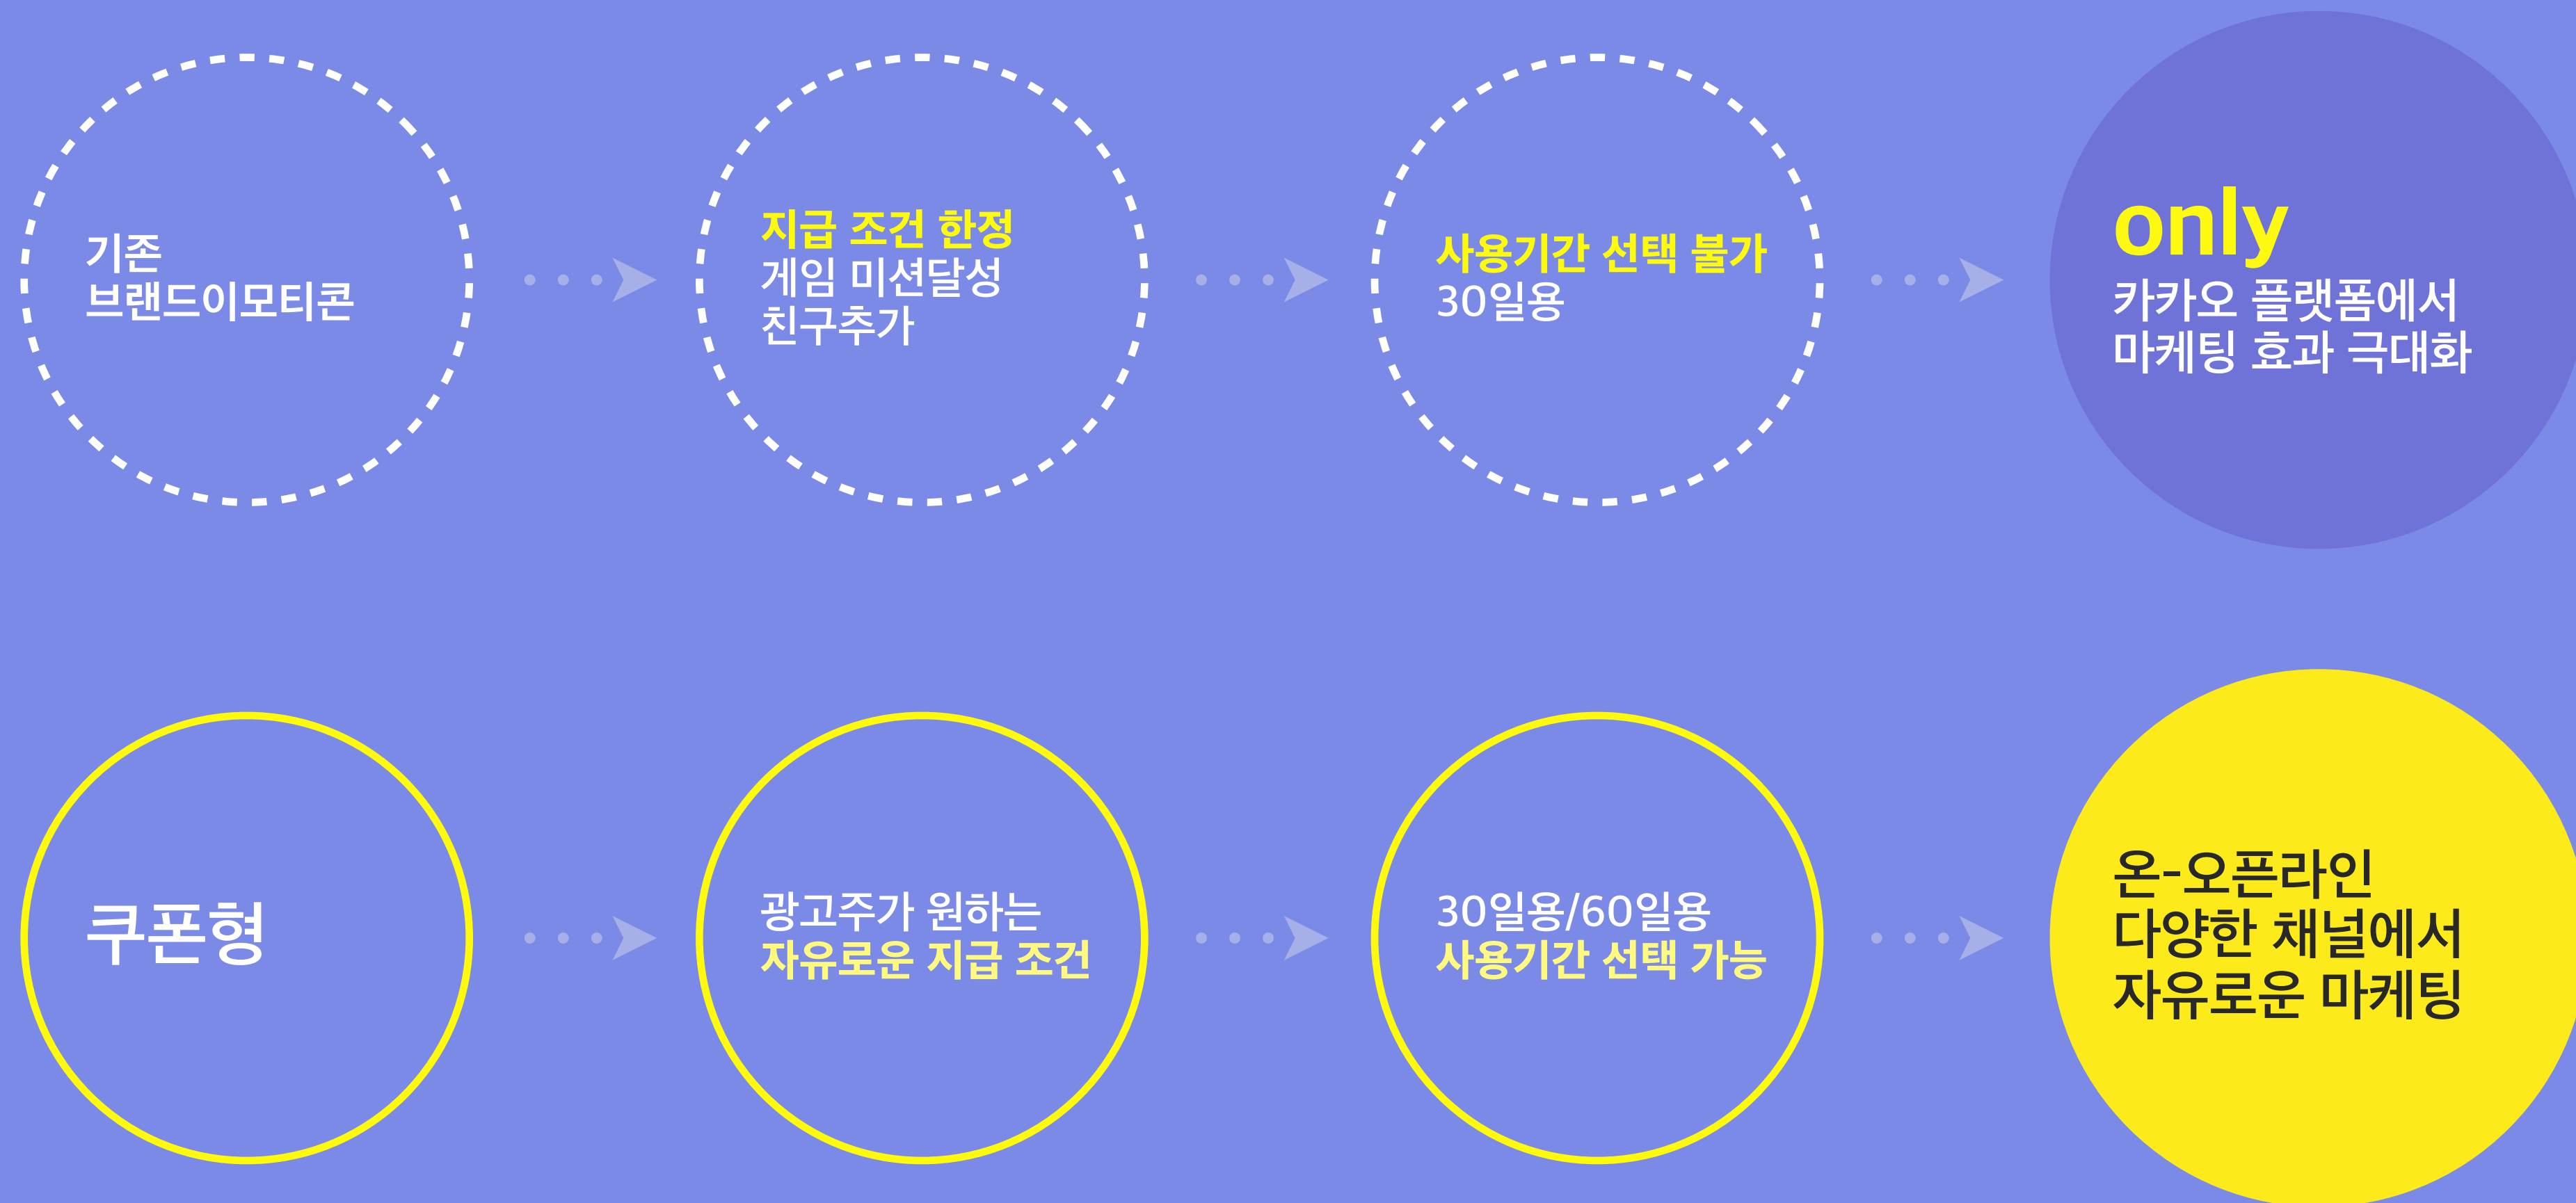 기존
브랜드이모티콘
지급 조건 한정
게임 미션달성
친구추가
사용기간 선택 불가
30일용
only
카카오 플랫폼에서
마케팅 효과 극대화
쿠폰형
광고주가 원하는
자유로운 지급 조건
30일용/60일용
사용기간 선택 가능
온-오프라인
다양한 채널에서
자유로운 마케팅